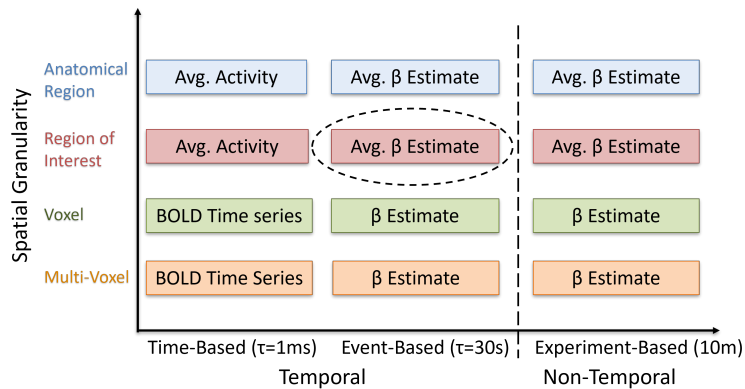 Spatial Granularity
Anatomical
Region
Avg. Activity
Avg. β Estimate
Avg. β Estimate
Region of
Interest
Avg. Activity
Avg. β Estimate
Avg. β Estimate
Voxel
BOLD Time series
β Estimate
β Estimate
Multi-Voxel
BOLD Time Series
β Estimate
β Estimate
Time-Based (τ=1ms)
Event-Based (τ=30s)
Experiment-Based (10m)
Temporal
Non-Temporal